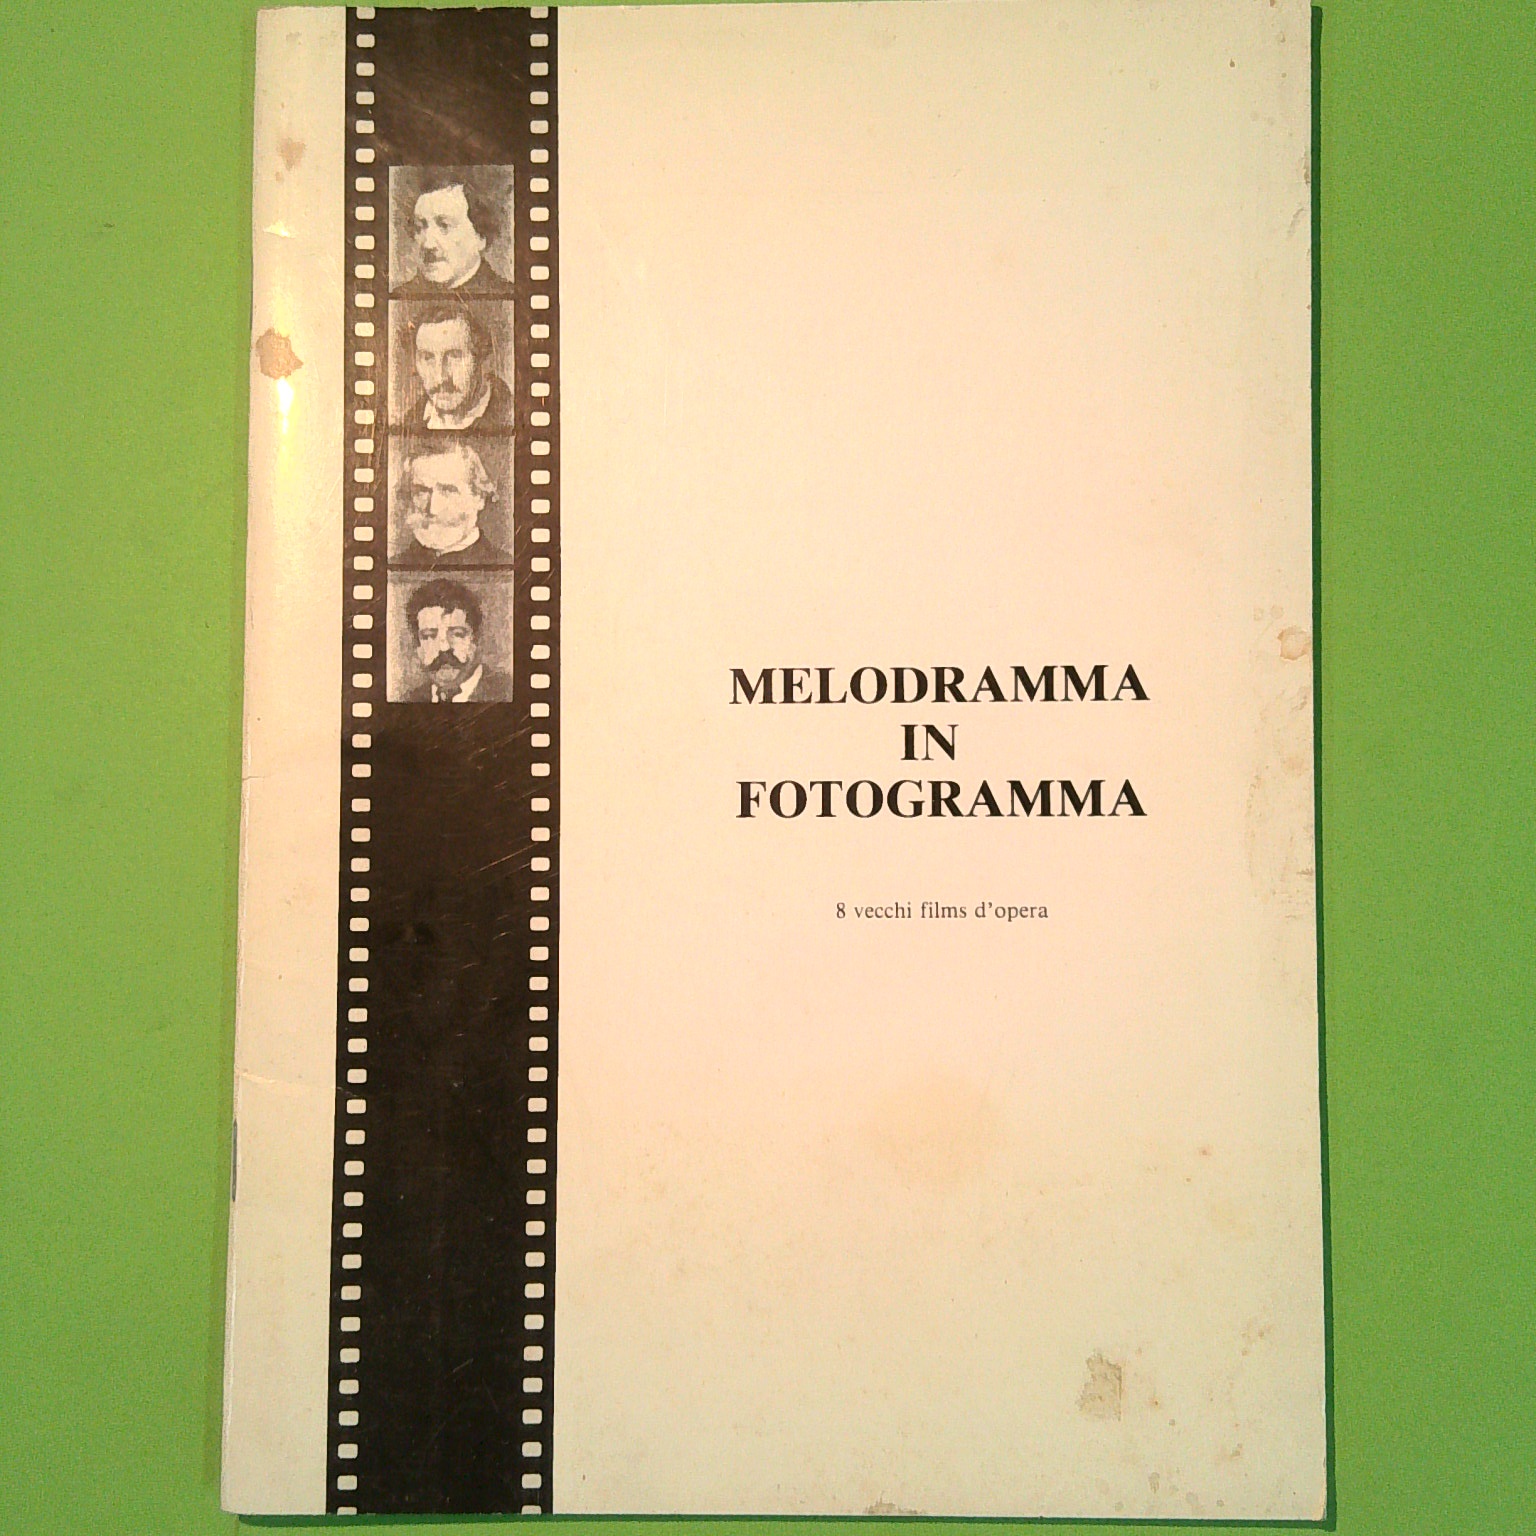 MELODRAMMA
IN
FOTOGRAMMA
8 vecchi films d'opera